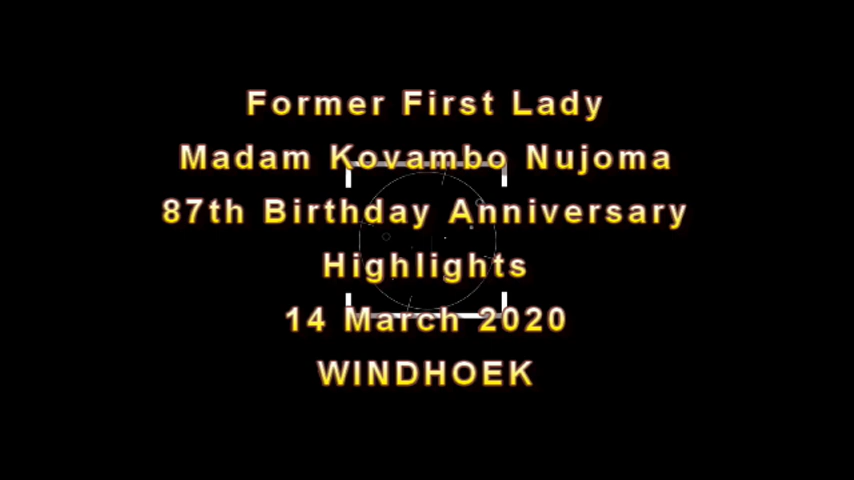 Former First Lady
Madam Kovambo Nujoma
87th Birthday Anniversary
Highlights
14 March 2020
WINDHOEK